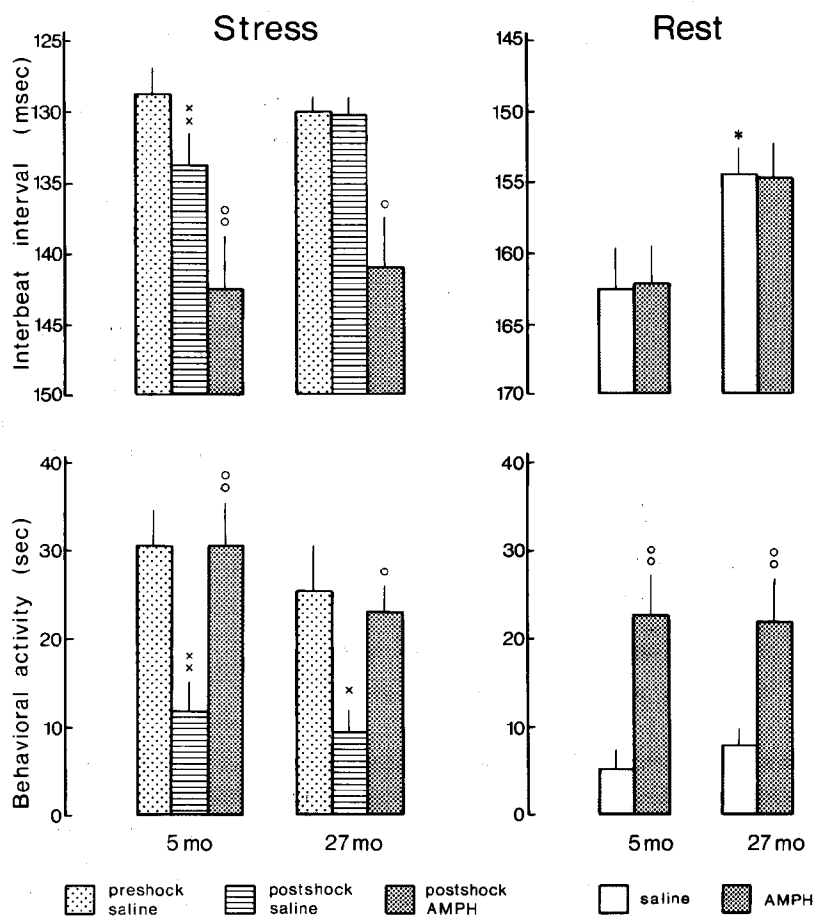 Stress
Rest
Interbeat interval (msec)
125
130
135
140
145
150
145
150
155
160
165
170
××
○○
○
*
Behavioral activity (sec)
40
30
20
10
0
40
30
20
10
0
××
○○
×
○
○○
○○
5 mo
27 mo
5 mo
27 mo
preshock saline
postshock saline
postshock AMPH
saline
AMPH